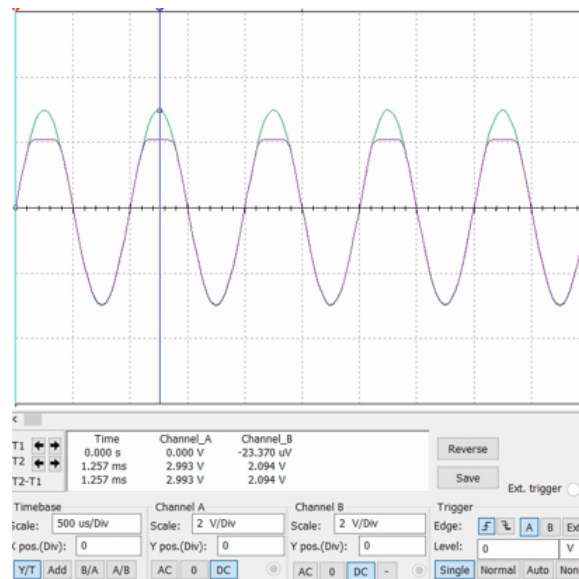 Time Channel_A Channel_B
T1 0.000 s 0.000 V -23.370 uV
T2 1.257 ms 2.993 V 2.094 V
T2-T1 1.257 ms 2.993 V 2.094 V
Reverse
Save
Ext. trigger
Timebase Channel A Channel B Trigger
Scale: 500 us/Div Scale: 2 V/Div Scale: 2 V/Div Edge: A B Ext
X pos.(Div): 0 Y pos.(Div): 0 Y pos.(Div): 0 Level: 0 V
Y/T Add B/A A/B AC 0 DC AC 0 DC - Single Normal Auto Non